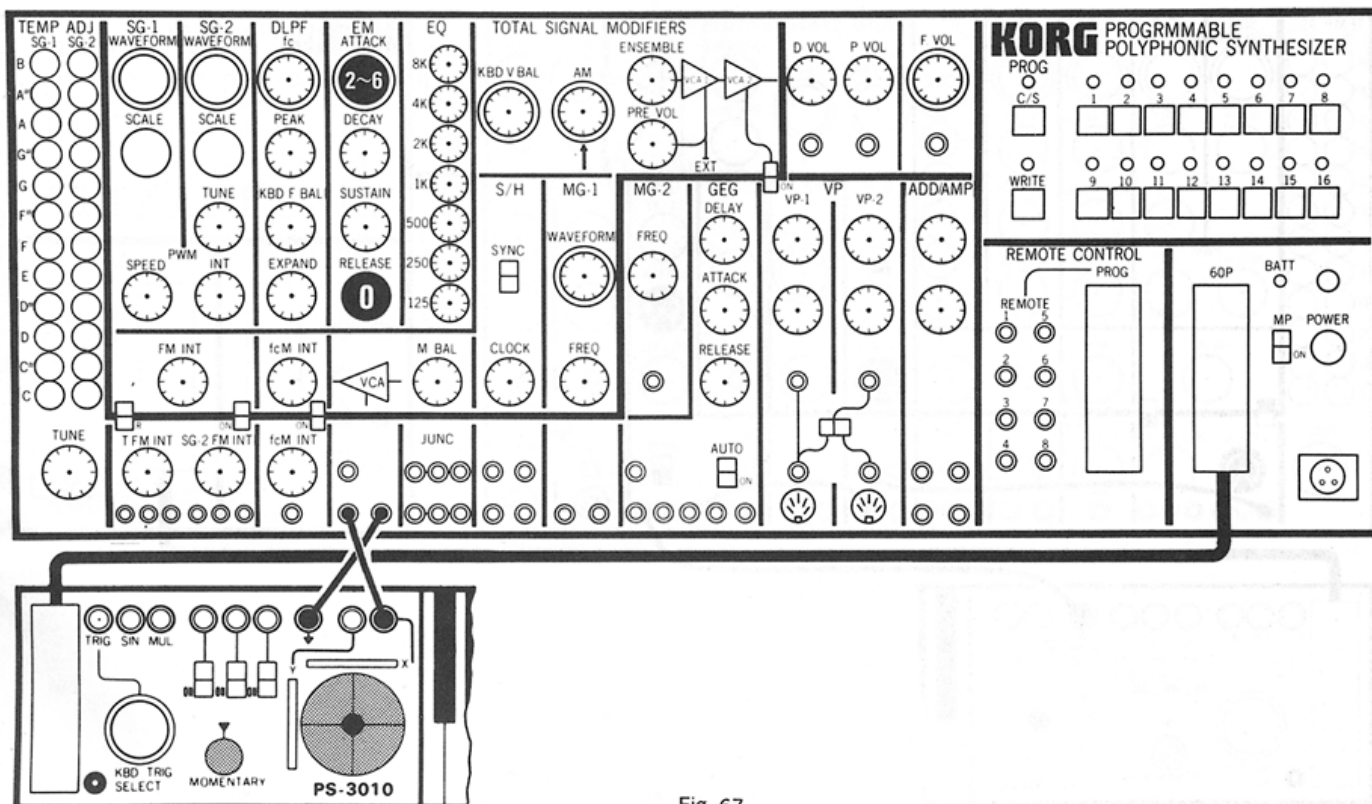 TEMP ADJ
SG-1 SG-2
B
A#
A
G#
G
F#
F
E
D#
D
C#
C
TUNE
SG-1
WAVEFORM
SCALE
SPEED
PWM
FM INT
SG-2
WAVEFORM
SCALE
TUNE
INT
DLPF
fc
PEAK
KBD F BAL
EXPAND
fcM INT
EM
ATTACK
2~6
DECAY
SUSTAIN
RELEASE
0
VCA
M BAL
EQ
8K
4K
2K
1K
500
250
125
TOTAL SIGNAL MODIFIERS
KBD V BAL
AM
ENSEMBLE
VCA 1
VCA 2
PRE VOL
EXT
ON
S/H
SYNC
CLOCK
MG-1
WAVEFORM
FREQ
MG-2
FREQ
GEG
DELAY
ATTACK
RELEASE
AUTO
ON
D VOL
P VOL
F VOL
VP
VP-1
VP-2
ADD/AMP
R
ON
ON
T FM INT
SG-2 FM INT
fcM INT
JUNC
KORG PROGRMMABLE
POLYPHONIC SYNTHESIZER
PROG
C/S
1 2 3 4 5 6 7 8
WRITE
9 10 11 12 13 14 15 16
REMOTE CONTROL
PROG
REMOTE
1 5
2 6
3 7
4 8
60P
BATT
MP
ON
POWER
TRIG SIN MUL
KBD TRIG
SELECT
MOMENTARY
Y
X
PS-3010
Fig. 67